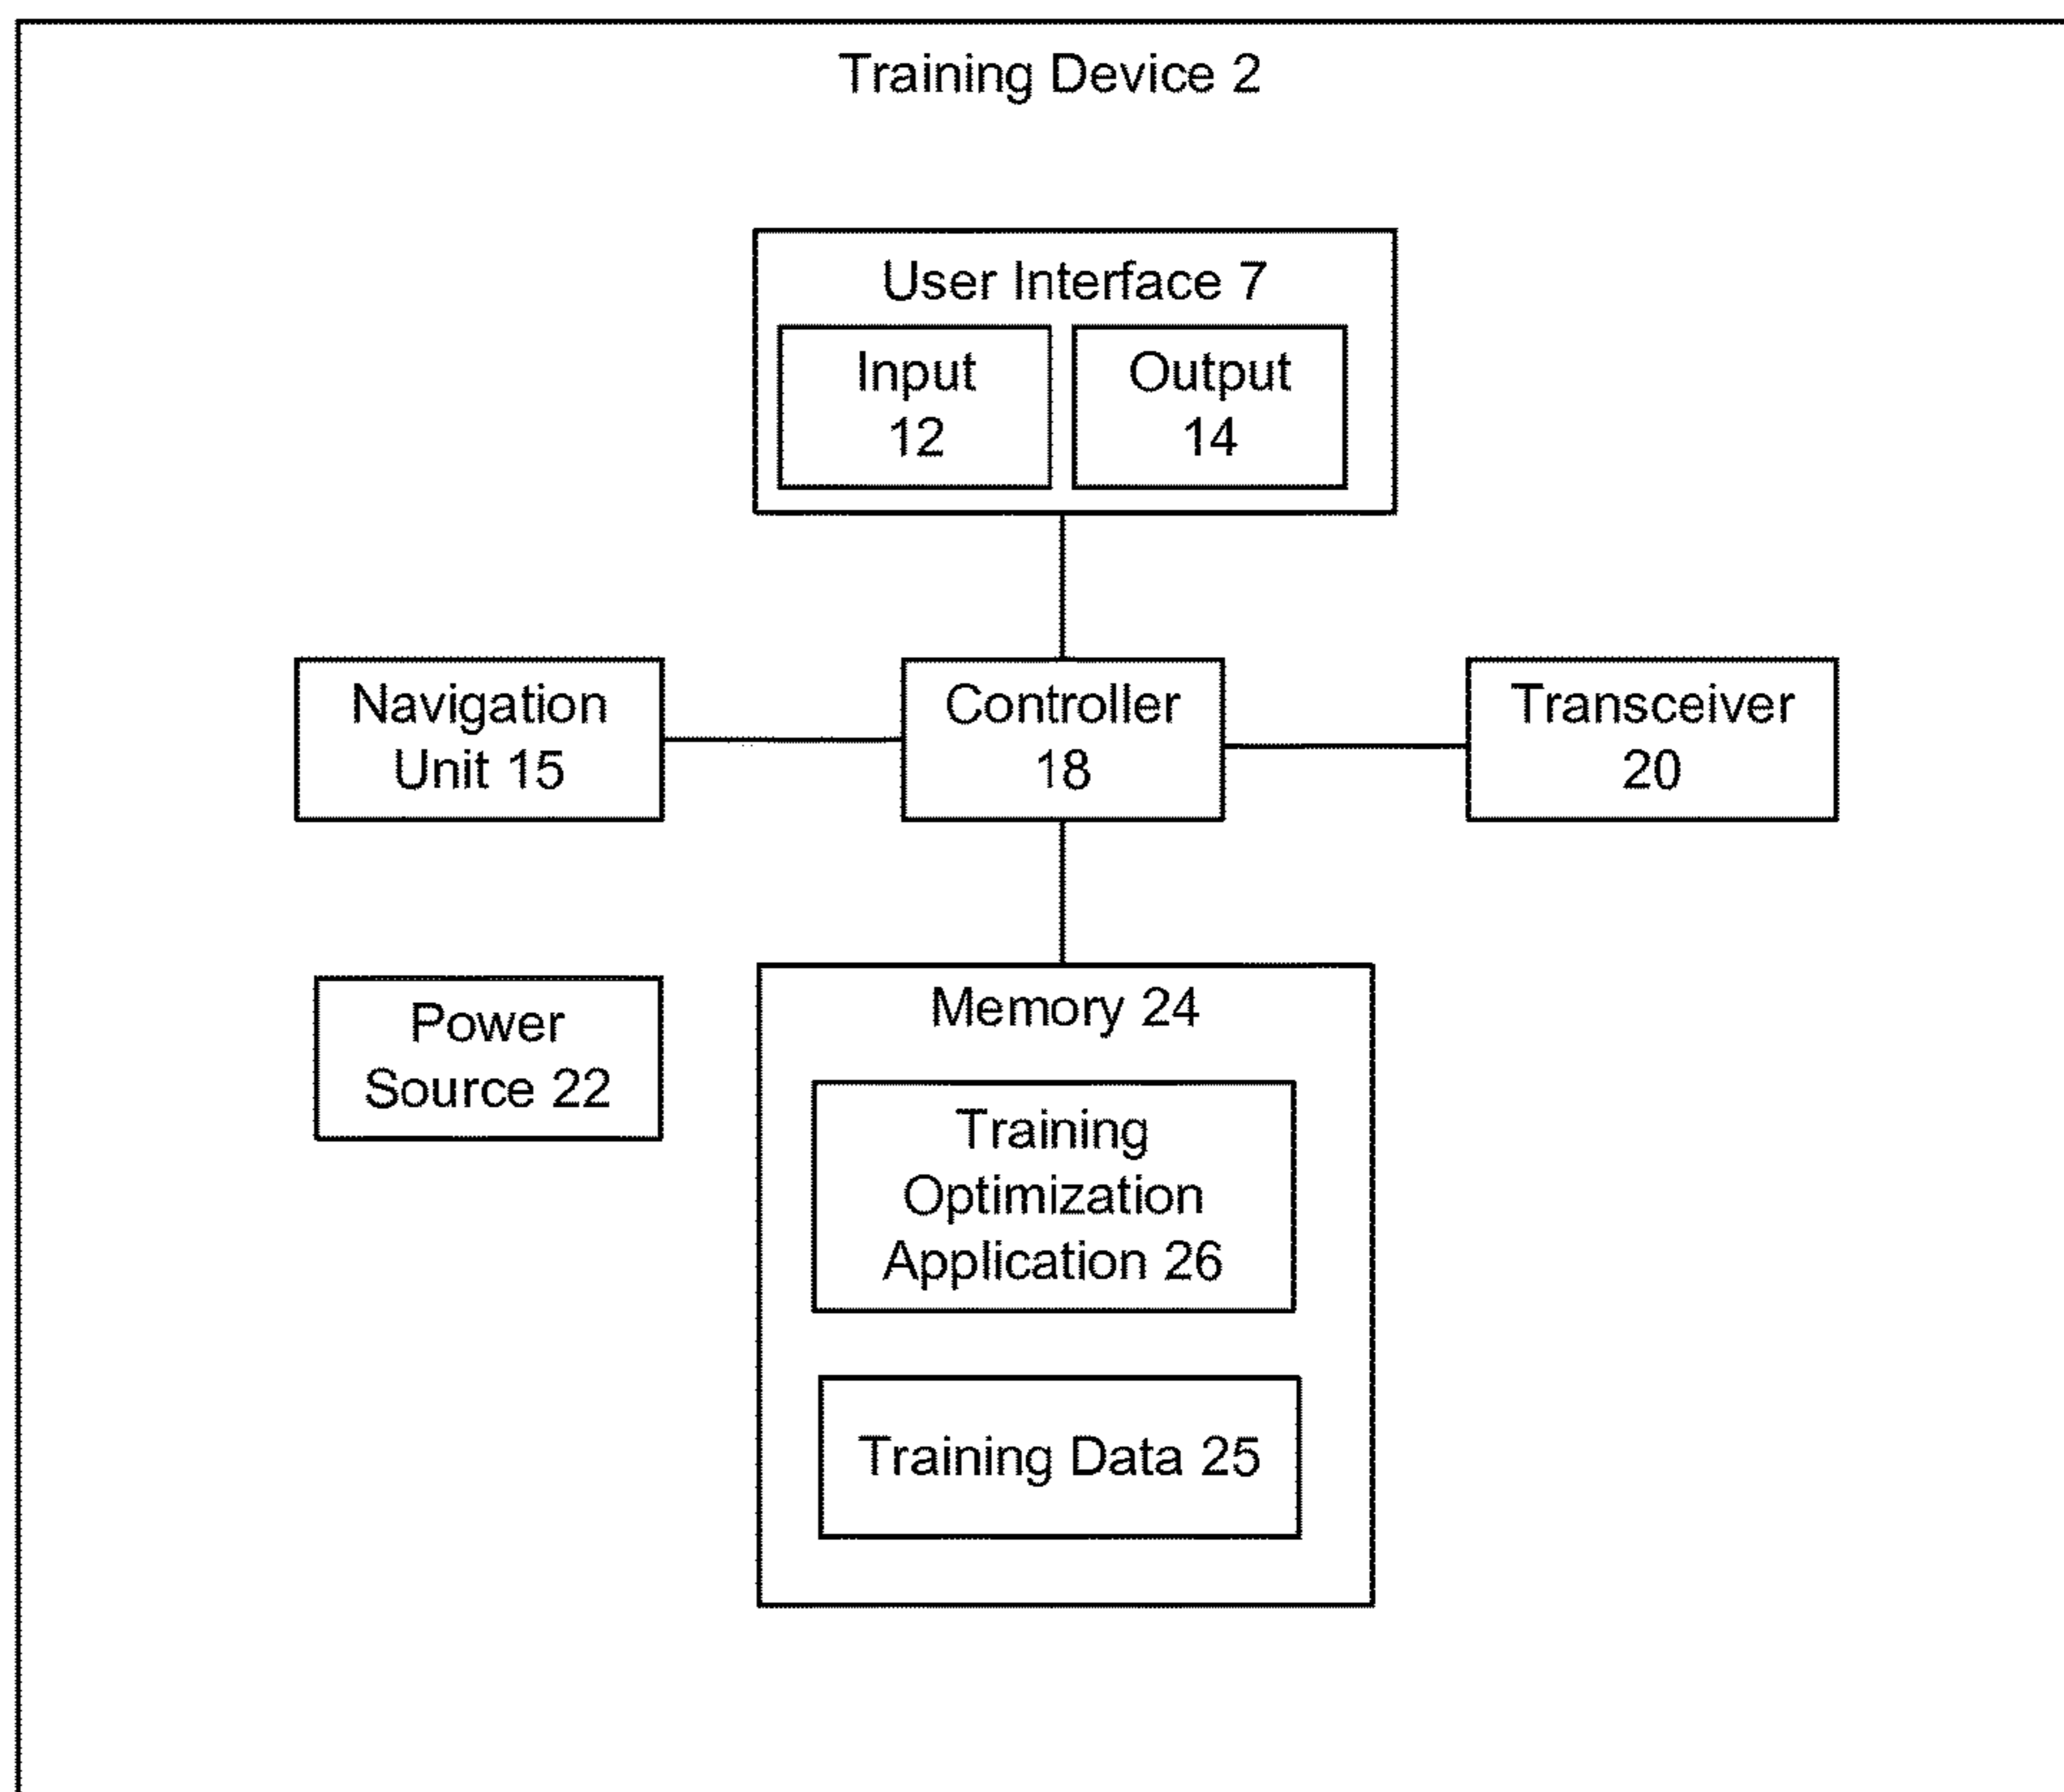 Training Device 2
User Interface 7
Input
12
Output
14
Navigation
Unit 15
Controller
18
Transceiver
20
Power
Source 22
Memory 24
Training
Optimization
Application 26
Training Data 25